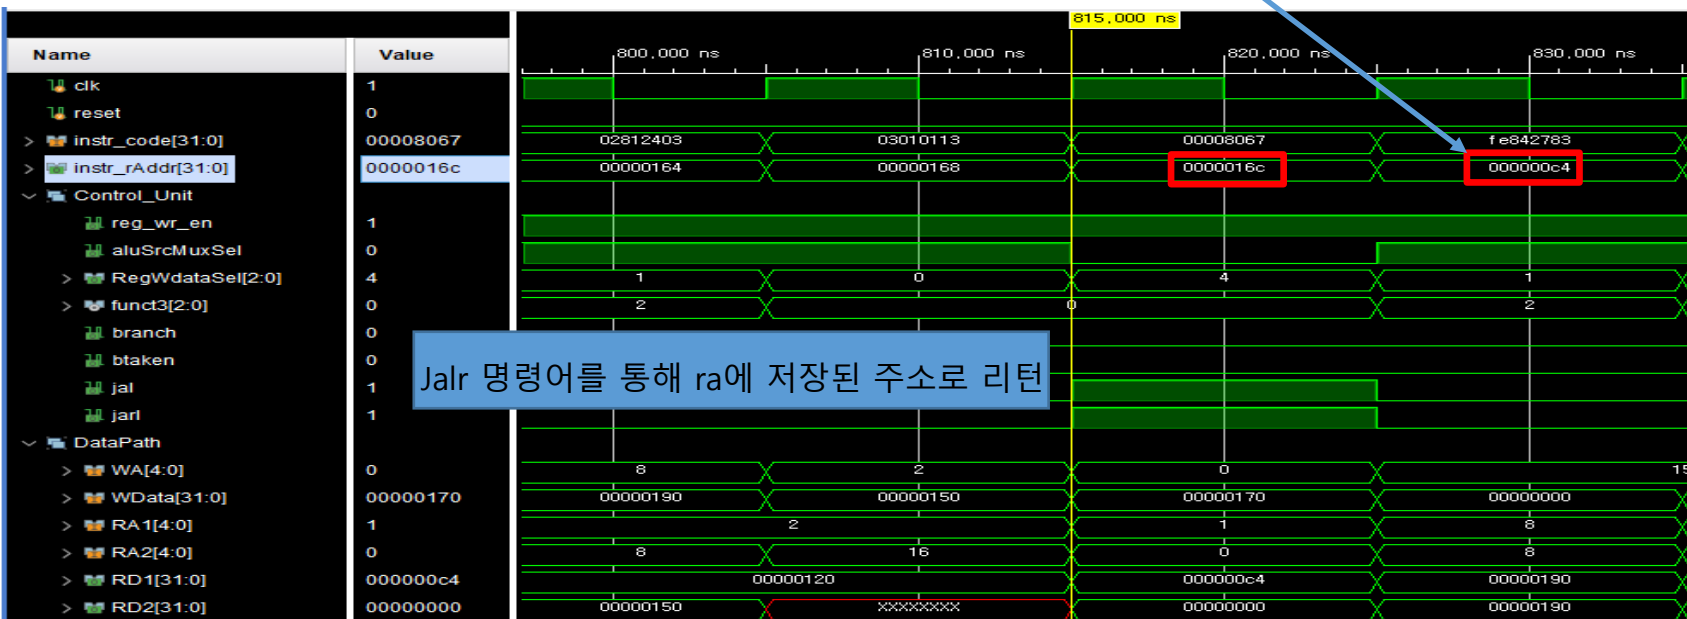 815,000 ns
Name Value 800,000 ns 810,000 ns 820,000 ns 830,000 ns
clk 1
reset 0
instr_code[31:0] 00008067 02812403 03010113 00008067 fe842783
instr_rAddr[31:0] 0000016c 00000164 00000168 0000016c 000000c4
Control_Unit
reg_wr_en 1
aluSrcMuxSel 0
RegWdataSel[2:0] 4 1 0 4 1
funct3[2:0] 0 2 0 2
branch 0
btaken 0
Jalr 명령어를 통해 ra에 저장된 주소로 리턴
jal 1
jarl 1
DataPath
WA[4:0] 0 8 2 0 15
WData[31:0] 00000170 00000190 00000150 00000170 00000000
RA1[4:0] 1 2 1 8
RA2[4:0] 0 8 16 0 8
RD1[31:0] 000000c4 00000120 000000c4 00000190
RD2[31:0] 00000000 00000150 XXXXXXXX 00000000 00000190